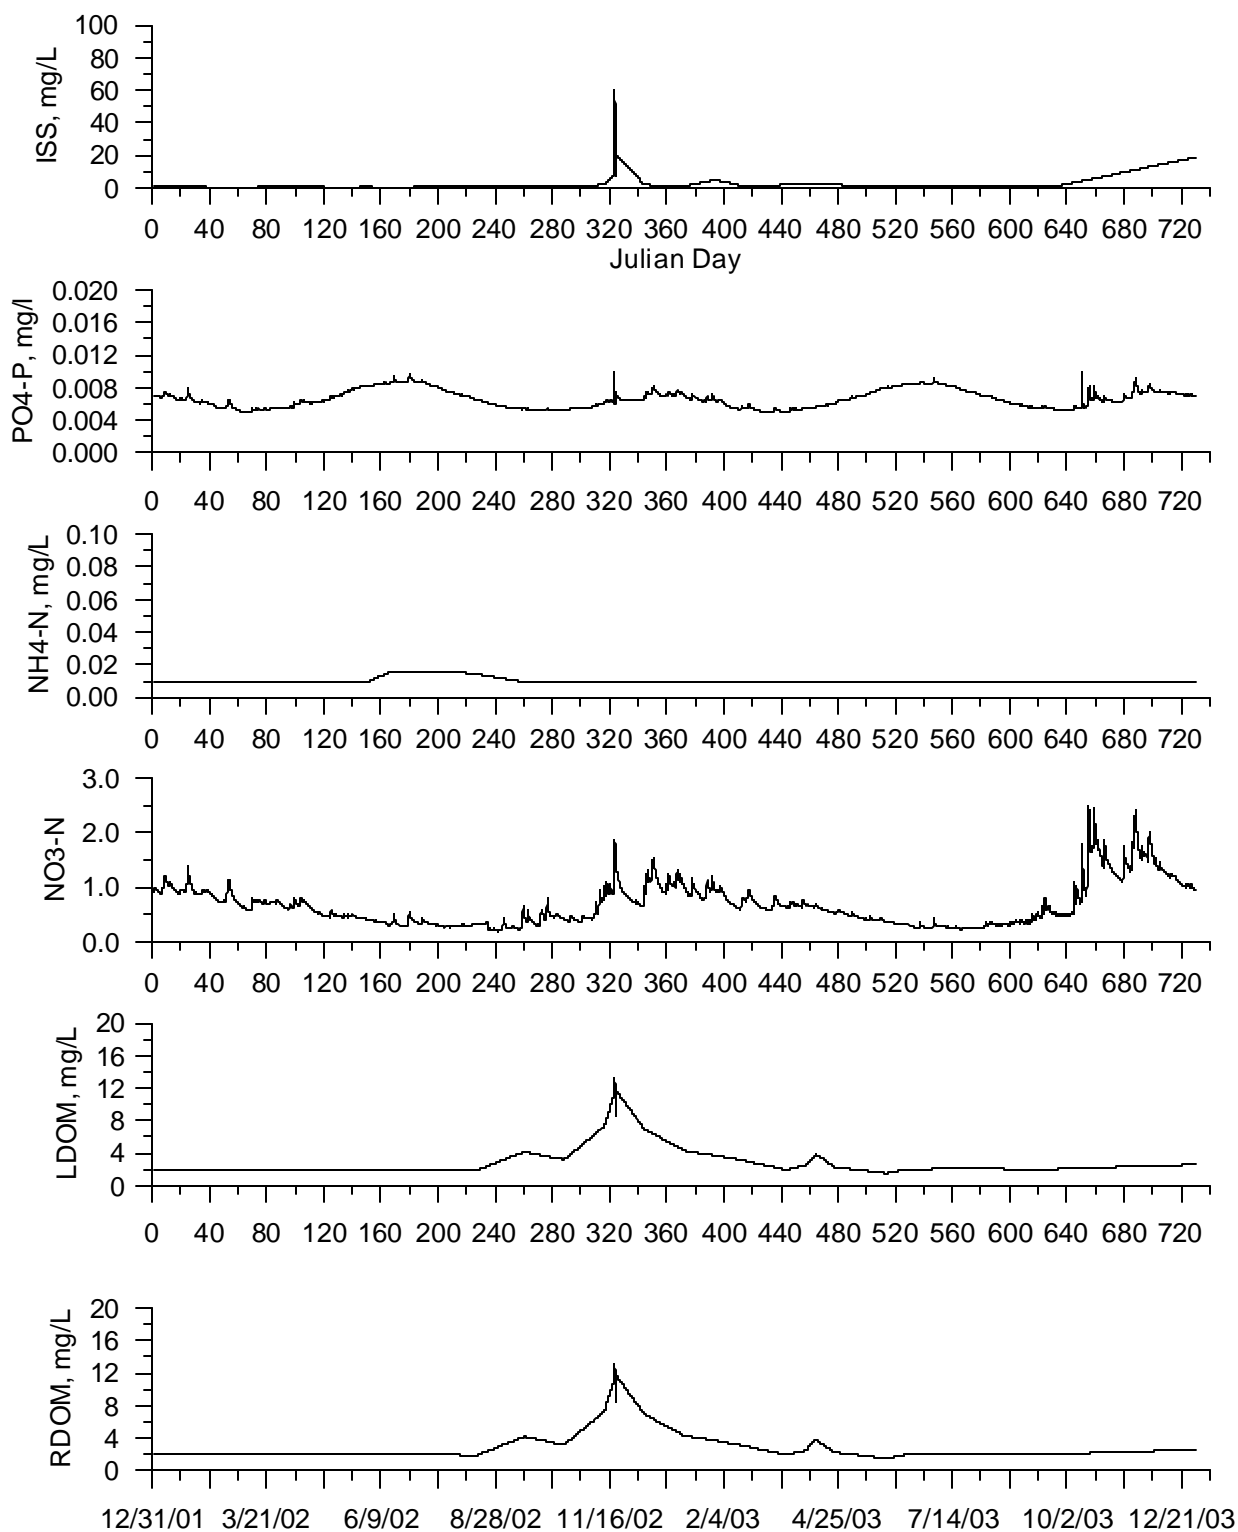 100
80
60
40
20
0
ISS, mg/L
0 40 80 120 160 200 240 280 320 360 400 440 480 520 560 600 640 680 720
Julian Day
0.020
0.016
0.012
0.008
0.004
0.000
PO4-P, mg/l
0 40 80 120 160 200 240 280 320 360 400 440 480 520 560 600 640 680 720
0.10
0.08
0.06
0.04
0.02
0.00
NH4-N, mg/L
0 40 80 120 160 200 240 280 320 360 400 440 480 520 560 600 640 680 720
3.0
2.0
1.0
0.0
NO3-N
0 40 80 120 160 200 240 280 320 360 400 440 480 520 560 600 640 680 720
20
16
12
8
4
0
LDOM, mg/L
0 40 80 120 160 200 240 280 320 360 400 440 480 520 560 600 640 680 720
20
16
12
8
4
0
RDOM, mg/L
12/31/01 3/21/02 6/9/02 8/28/02 11/16/02 2/4/03 4/25/03 7/14/03 10/2/03 12/21/03